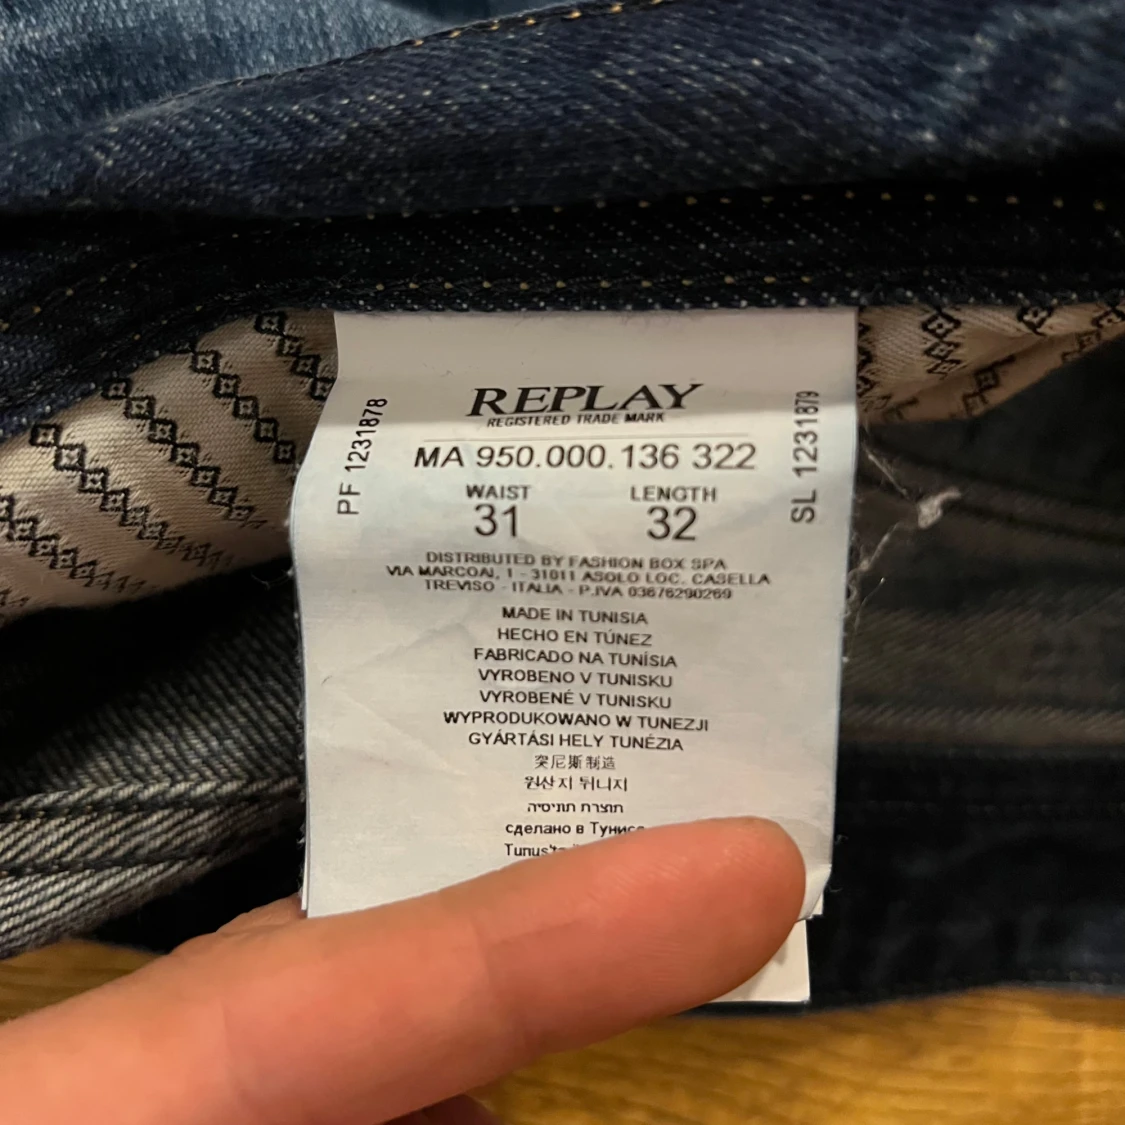 REPLAY
REGISTERED TRADE MARK
PF 1231878
SL 1231879
MA 950.000.136 322
WAIST LENGTH
31 32
DISTRIBUTED BY FASHION BOX SPA
VIA MARCOAI, 1 - 31011 ASOLO LOC. CASELLA
TREVISO - ITALIA - P.IVA 03676290269
MADE IN TUNISIA
HECHO EN TÚNEZ
FABRICADO NA TUNÍSIA
VYROBENO V TUNISKU
VYROBENÉ V TUNISKU
WYPRODUKOWANO W TUNEZJI
GYÁRTÁSI HELY TUNÉZIA
突尼斯制造
원산지 튀니지
תוצרת תוניסיה
сделано в